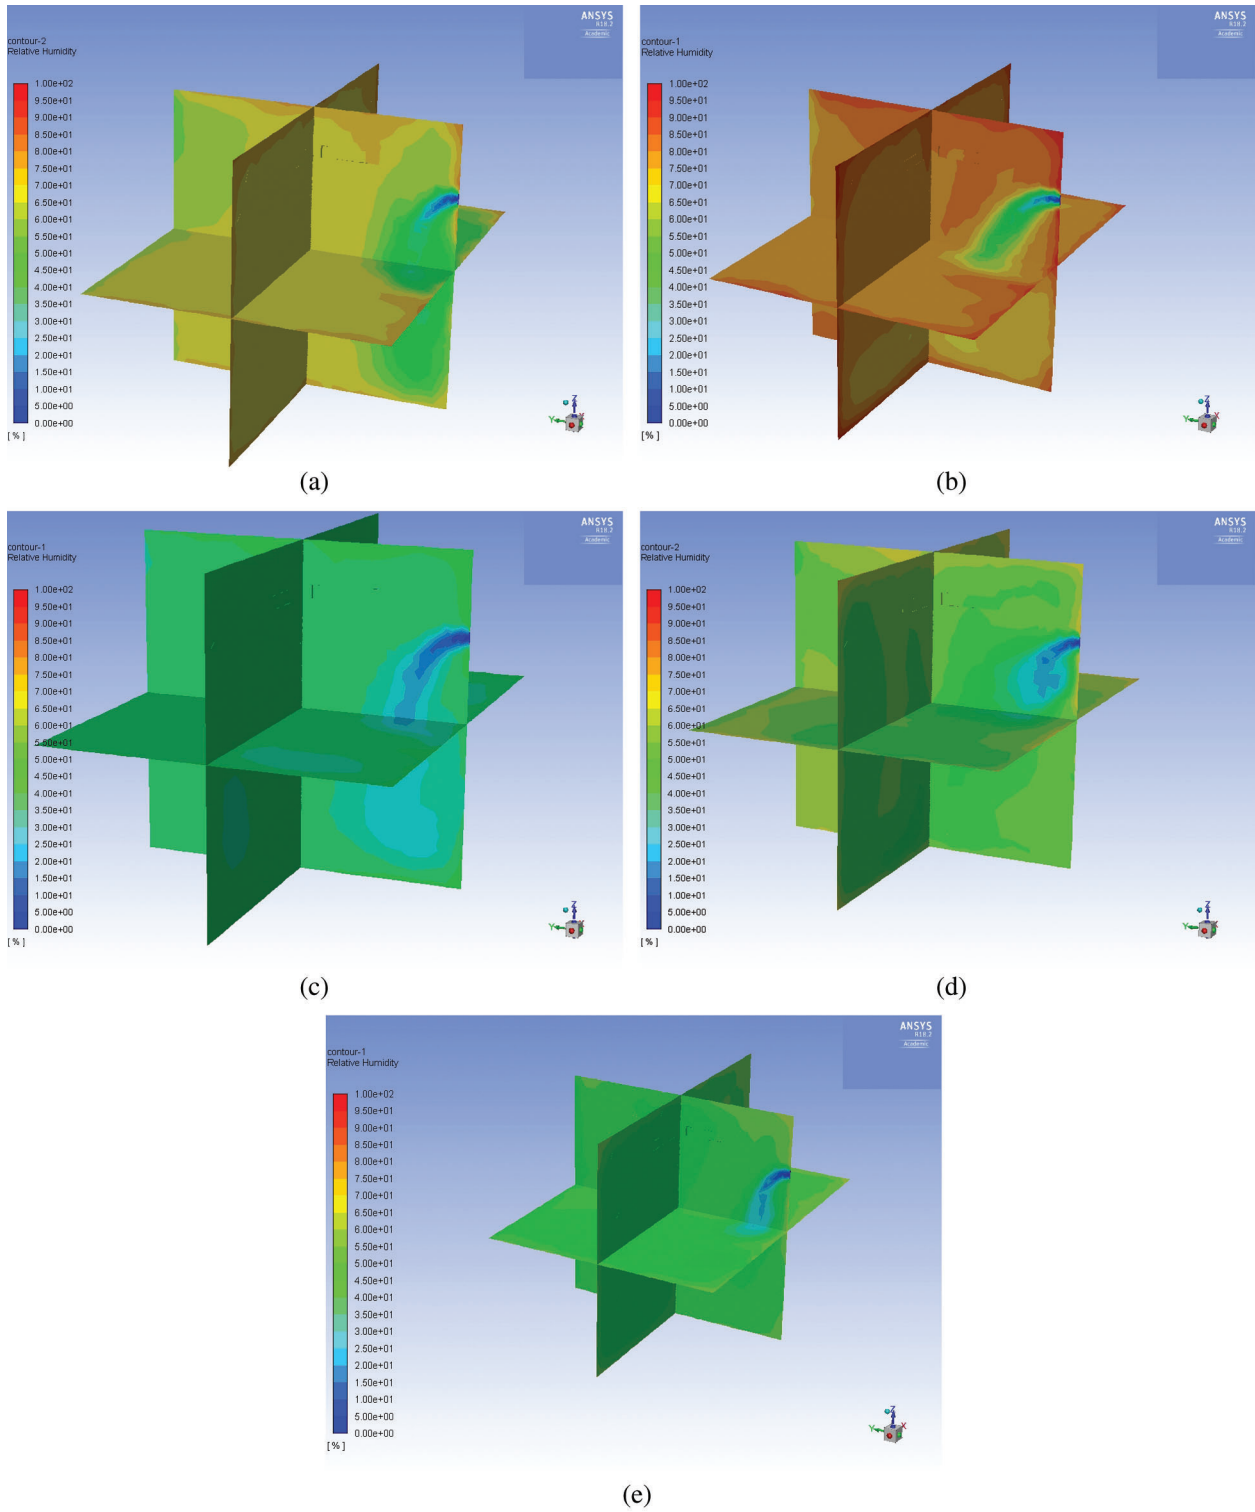 ANSYS
R18.2
Academic
contour-2
Relative Humidity
1.00e+02
9.50e+01
9.00e+01
8.50e+01
8.00e+01
7.50e+01
7.00e+01
6.50e+01
6.00e+01
5.50e+01
5.00e+01
4.50e+01
4.00e+01
3.50e+01
3.00e+01
2.50e+01
2.00e+01
1.50e+01
1.00e+01
5.00e+00
0.00e+00
[ % ]
Z
Y
X
(a)
ANSYS
R18.2
Academic
contour-1
Relative Humidity
1.00e+02
9.50e+01
9.00e+01
8.50e+01
8.00e+01
7.50e+01
7.00e+01
6.50e+01
6.00e+01
5.50e+01
5.00e+01
4.50e+01
4.00e+01
3.50e+01
3.00e+01
2.50e+01
2.00e+01
1.50e+01
1.00e+01
5.00e+00
0.00e+00
[ % ]
Z
Y
X
(b)
ANSYS
R18.2
Academic
contour-1
Relative Humidity
1.00e+02
9.50e+01
9.00e+01
8.50e+01
8.00e+01
7.50e+01
7.00e+01
6.50e+01
6.00e+01
5.50e+01
5.00e+01
4.50e+01
4.00e+01
3.50e+01
3.00e+01
2.50e+01
2.00e+01
1.50e+01
1.00e+01
5.00e+00
0.00e+00
[ % ]
Z
Y
X
(c)
ANSYS
R18.2
Academic
contour-2
Relative Humidity
1.00e+02
9.50e+01
9.00e+01
8.50e+01
8.00e+01
7.50e+01
7.00e+01
6.50e+01
6.00e+01
5.50e+01
5.00e+01
4.50e+01
4.00e+01
3.50e+01
3.00e+01
2.50e+01
2.00e+01
1.50e+01
1.00e+01
5.00e+00
0.00e+00
[ % ]
Z
Y
X
(d)
ANSYS
R18.2
Academic
contour-1
Relative Humidity
1.00e+02
9.50e+01
9.00e+01
8.50e+01
8.00e+01
7.50e+01
7.00e+01
6.50e+01
6.00e+01
5.50e+01
5.00e+01
4.50e+01
4.00e+01
3.50e+01
3.00e+01
2.50e+01
2.00e+01
1.50e+01
1.00e+01
5.00e+00
0.00e+00
[ % ]
Z
Y
X
(e)